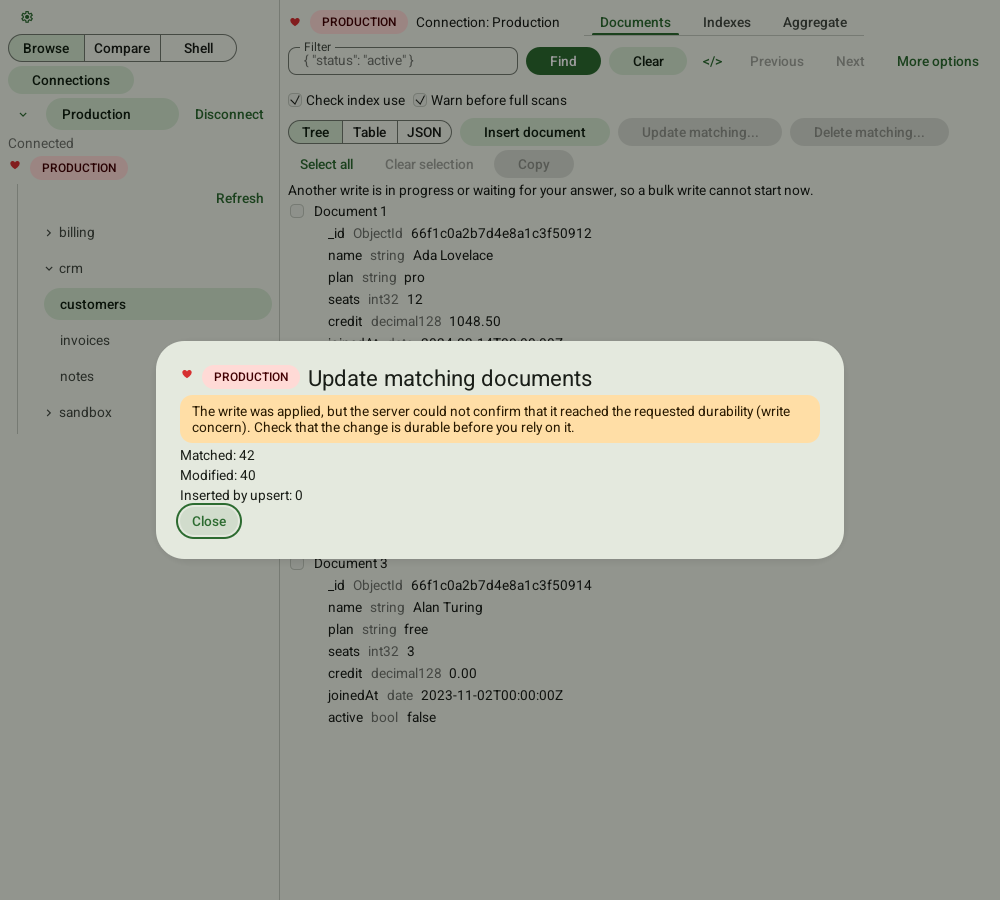 Browse Compare Shell
Connections
Production Disconnect
Connected
PRODUCTION
Refresh
billing
crm
customers
invoices
notes
sandbox
PRODUCTION Connection: Production Documents Indexes Aggregate
Filter
{ "status": "active" } Find Clear </> Previous Next More options
Check index use Warn before full scans
Tree Table JSON Insert document Update matching... Delete matching...
Select all Clear selection Copy
Another write is in progress or waiting for your answer, so a bulk write cannot start now.
Document 1
_id ObjectId 66f1c0a2b7d4e8a1c3f50912
name string Ada Lovelace
plan string pro
seats int32 12
credit decimal128 1048.50
PRODUCTION Update matching documents
The write was applied, but the server could not confirm that it reached the requested durability (write
concern). Check that the change is durable before you rely on it.
Matched: 42
Modified: 40
Inserted by upsert: 0
Close
Document 3
_id ObjectId 66f1c0a2b7d4e8a1c3f50914
name string Alan Turing
plan string free
seats int32 3
credit decimal128 0.00
joinedAt date 2023-11-02T00:00:00Z
active bool false